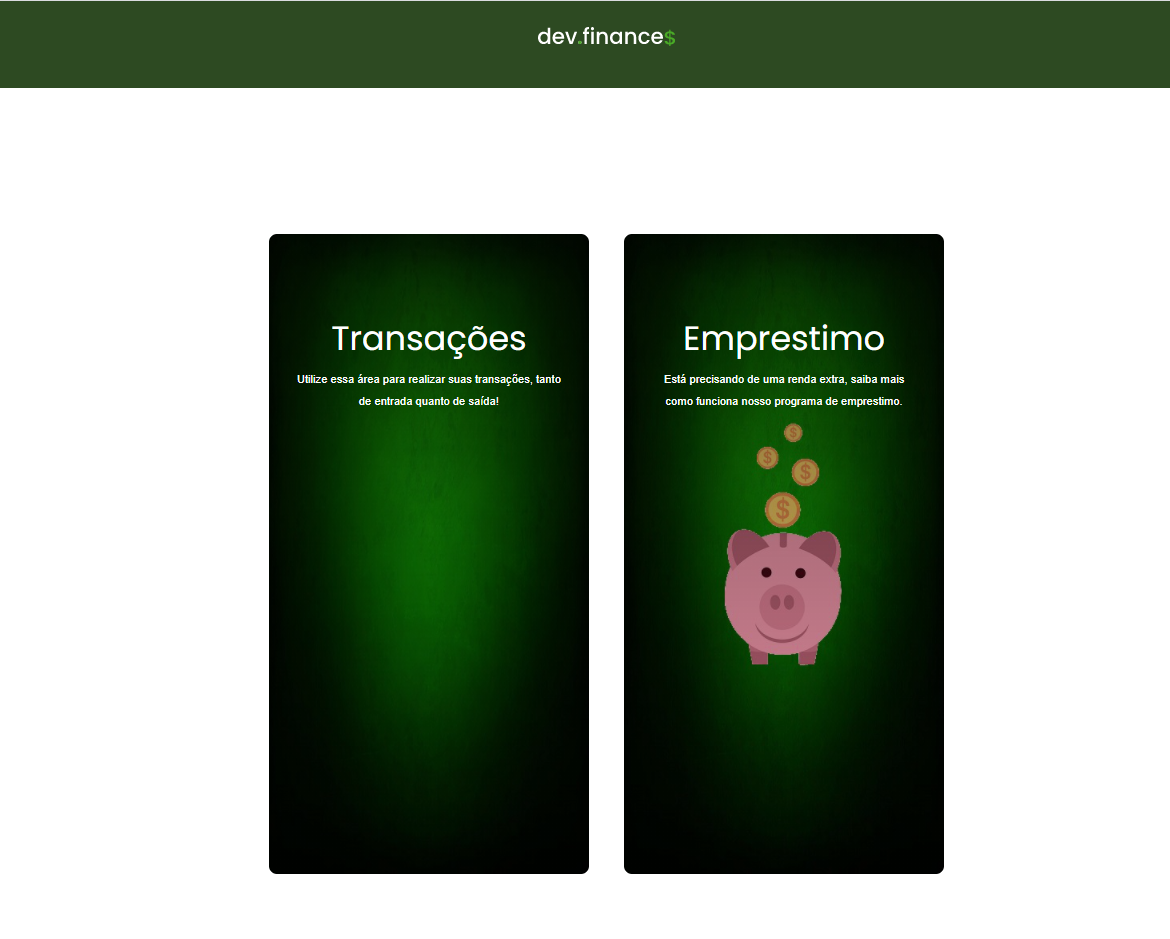 dev.finance$
Transações
Utilize essa área para realizar suas transações, tanto
de entrada quanto de saída!
Emprestimo
Está precisando de uma renda extra, saiba mais
como funciona nosso programa de emprestimo.
$
$
$
$